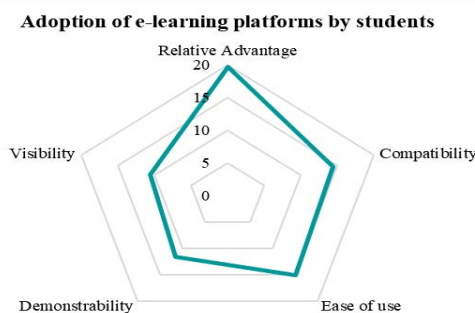 Adoption of e-learning platforms by students
Relative Advantage
20
15
10
5
0
Visibility
Compatibility
Demonstrability
Ease of use